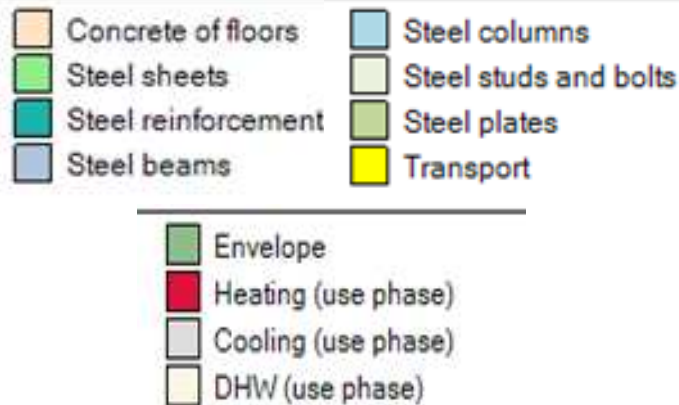 Concrete of floors
Steel sheets
Steel reinforcement
Steel beams
Steel columns
Steel studs and bolts
Steel plates
Transport
Envelope
Heating (use phase)
Cooling (use phase)
DHW (use phase)